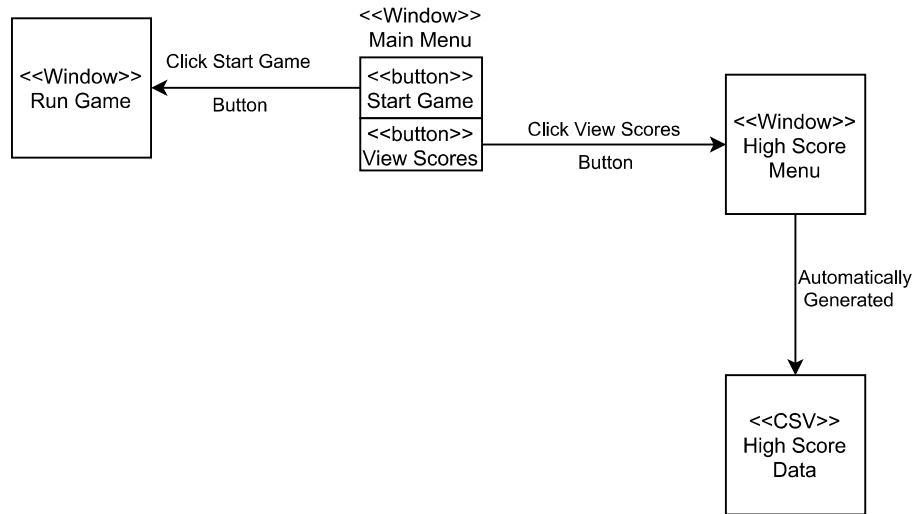 <<Window>>
Main Menu
<<Window>>
Run Game
Click Start Game
Button
<<button>>
Start Game
<<button>>
View Scores
Click View Scores
Button
<<Window>>
High Score
Menu
Automatically
Generated
<<CSV>>
High Score
Data